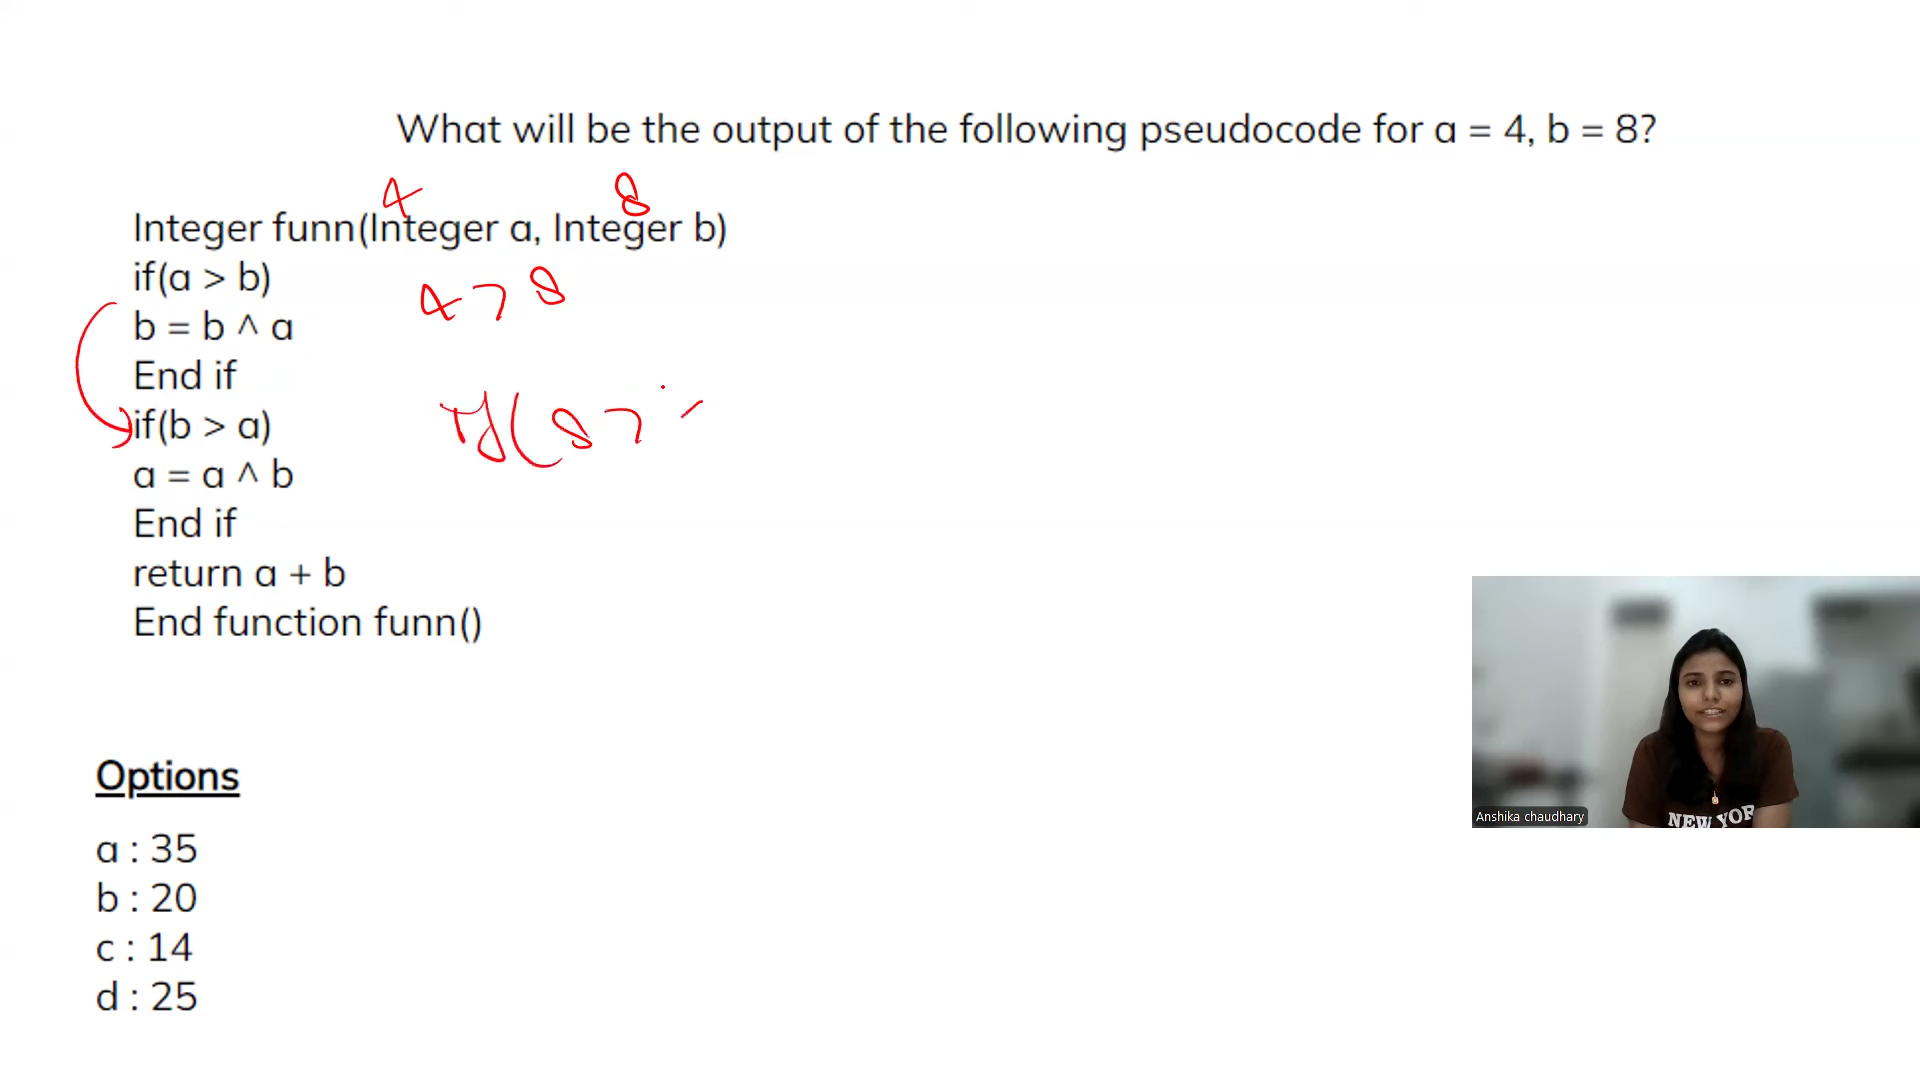 What will be the output of the following pseudocode for a = 4, b = 8?
4 8
Integer funn(Integer a, Integer b)
if(a > b)
4 > 8
b = b ^ a
End if
if(b > a)
if(8 >
a = a ^ b
End if
return a + b
End function funn()
Options
a : 35
b : 20
c : 14
d : 25
NEW YOR
Anshika chaudhary